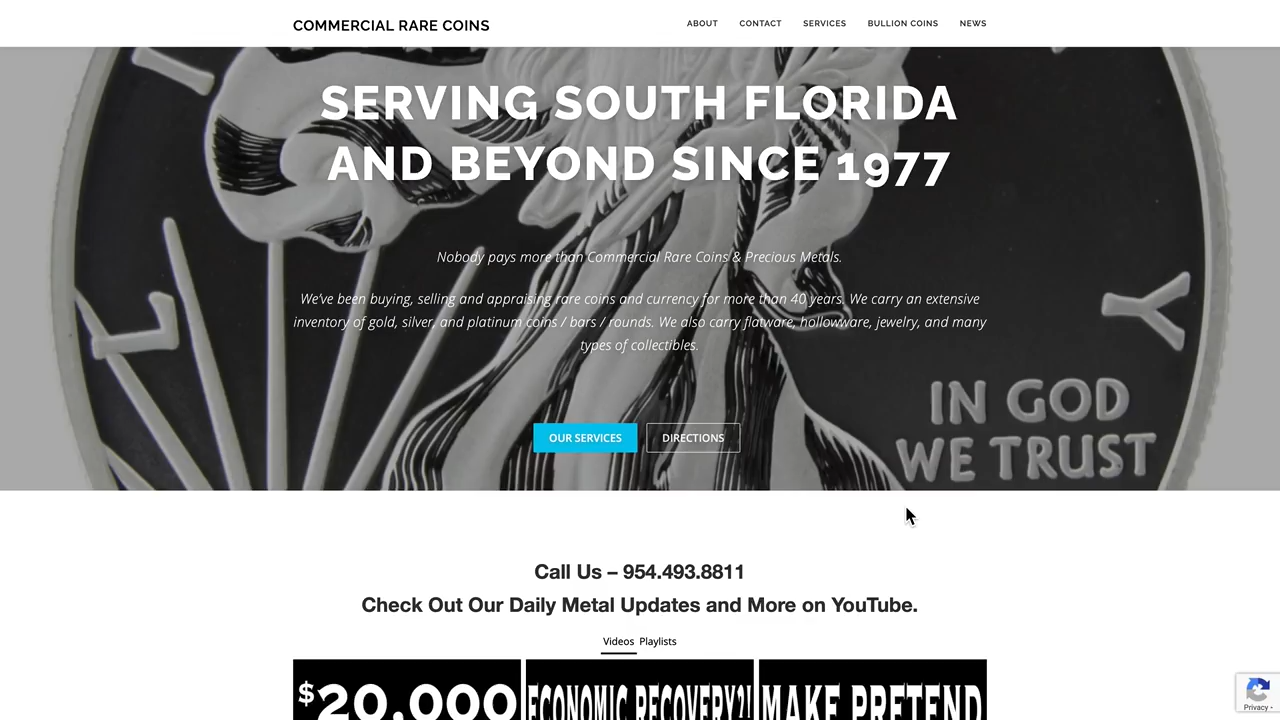 COMMERCIAL RARE COINS
ABOUT CONTACT SERVICES BULLION COINS NEWS
SERVING SOUTH FLORIDA
AND BEYOND SINCE 1977
Nobody pays more than Commercial Rare Coins & Precious Metals.
We've been buying, selling and appraising rare coins and currency for more than 40 years. We carry an extensive
inventory of gold, silver, and platinum coins / bars / rounds. We also carry flatware, hollowware, jewelry, and many
types of collectibles.
L
Y
IN GOD
WE TRUST
OUR SERVICES DIRECTIONS
Call Us – 954.493.8811
Check Out Our Daily Metal Updates and More on YouTube.
Videos Playlists
$20,000 ECONOMIC RECOVERY?! MAKE PRETEND
Privacy